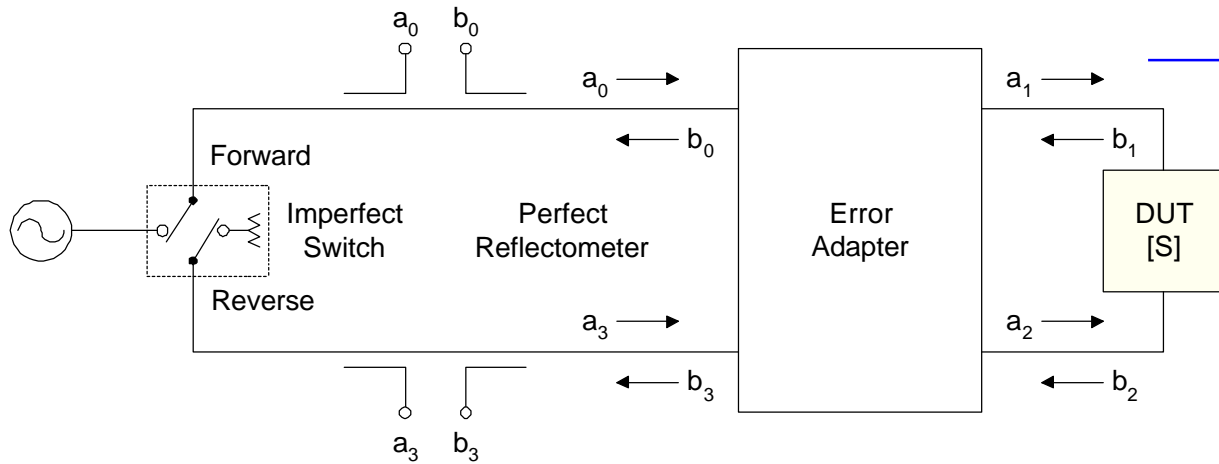 a₀ b₀
a₀
a₁
b₀
b₁
Forward
Imperfect
Switch
Perfect
Reflectometer
Error
Adapter
DUT
[S]
Reverse
a₃
a₂
b₃
b₂
a₃ b₃